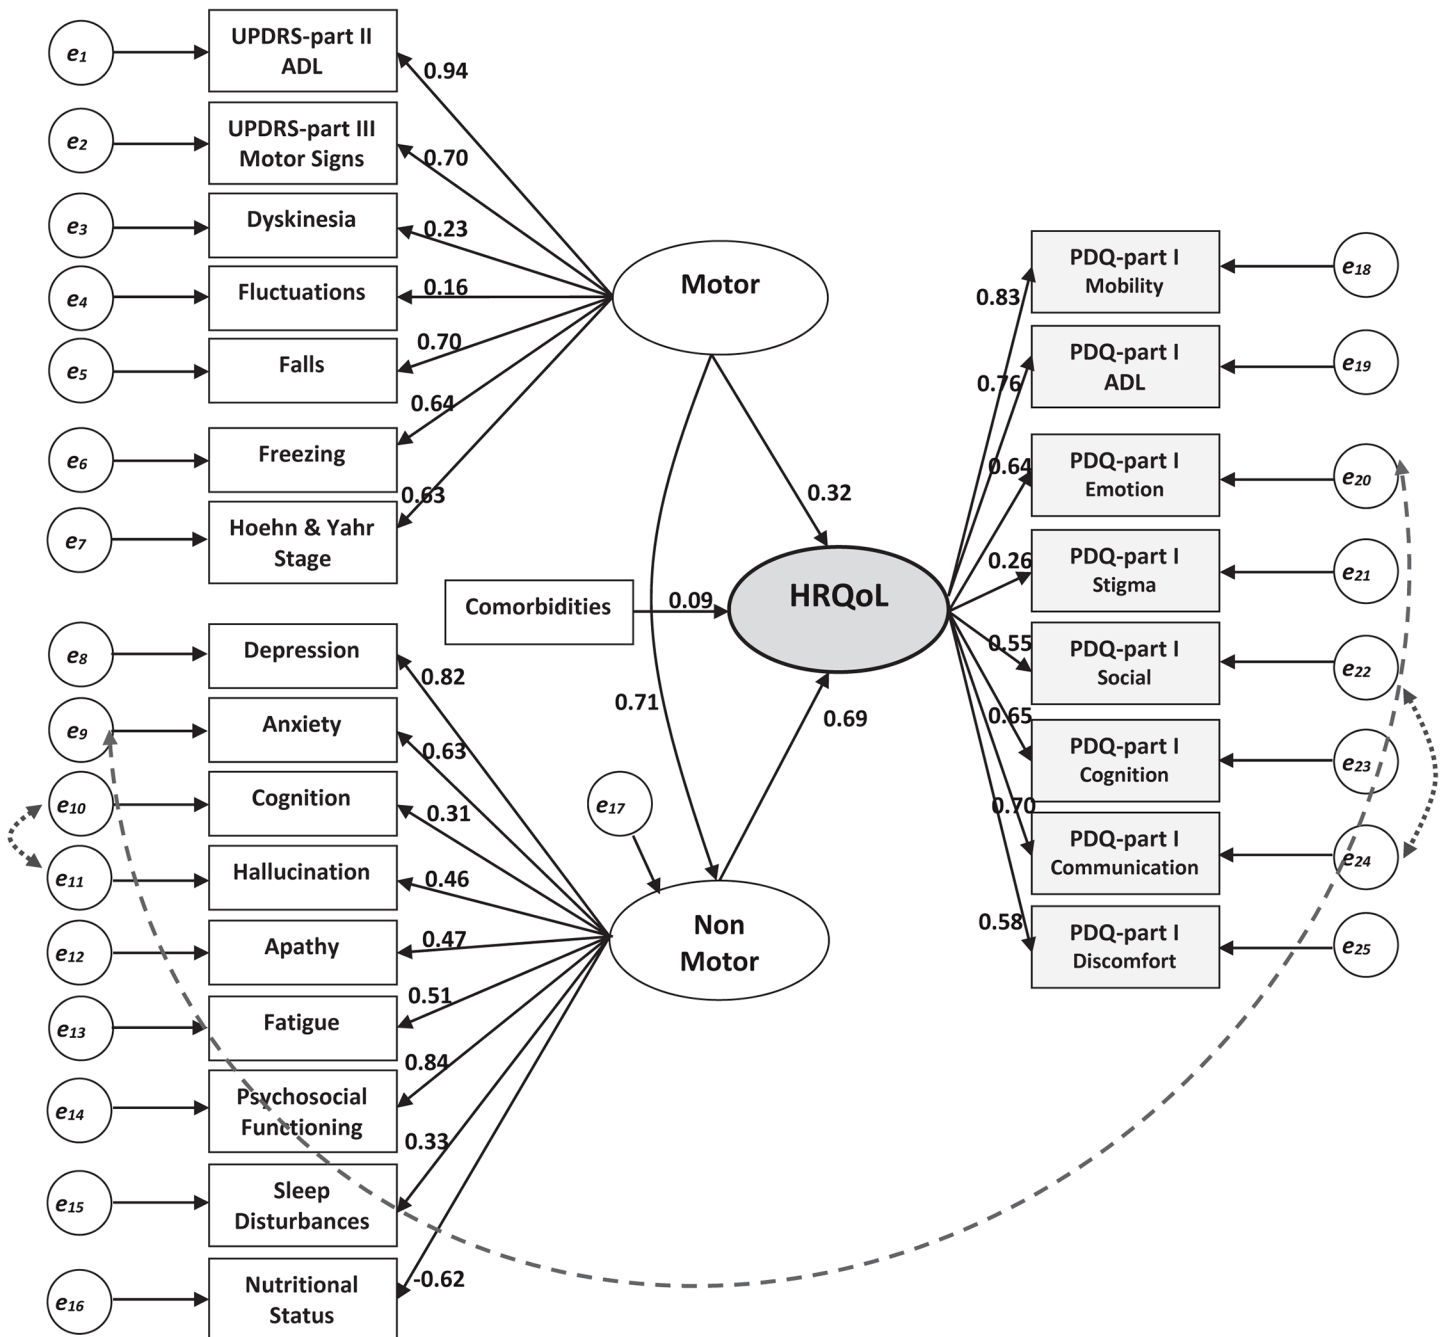 e1
UPDRS-part II
ADL
0.94
e2
UPDRS-part III
Motor Signs
0.70
e3
Dyskinesia
0.23
e4
Fluctuations
0.16
e5
Falls
0.70
e6
Freezing
0.64
e7
Hoehn & Yahr
Stage
0.63
Motor
0.32
Comorbidities
0.09
HRQoL
0.71
0.69
e8
Depression
0.82
e9
Anxiety
0.63
e10
Cognition
0.31
e11
Hallucination
0.46
e12
Apathy
0.47
e13
Fatigue
0.51
e14
Psychosocial
Functioning
0.84
e15
Sleep
Disturbances
0.33
e16
Nutritional
Status
-0.62
e17
Non
Motor
0.83
PDQ-part I
Mobility
e18
0.76
PDQ-part I
ADL
e19
0.64
PDQ-part I
Emotion
e20
0.26
PDQ-part I
Stigma
e21
0.55
PDQ-part I
Social
e22
0.65
PDQ-part I
Cognition
e23
0.70
PDQ-part I
Communication
e24
0.58
PDQ-part I
Discomfort
e25